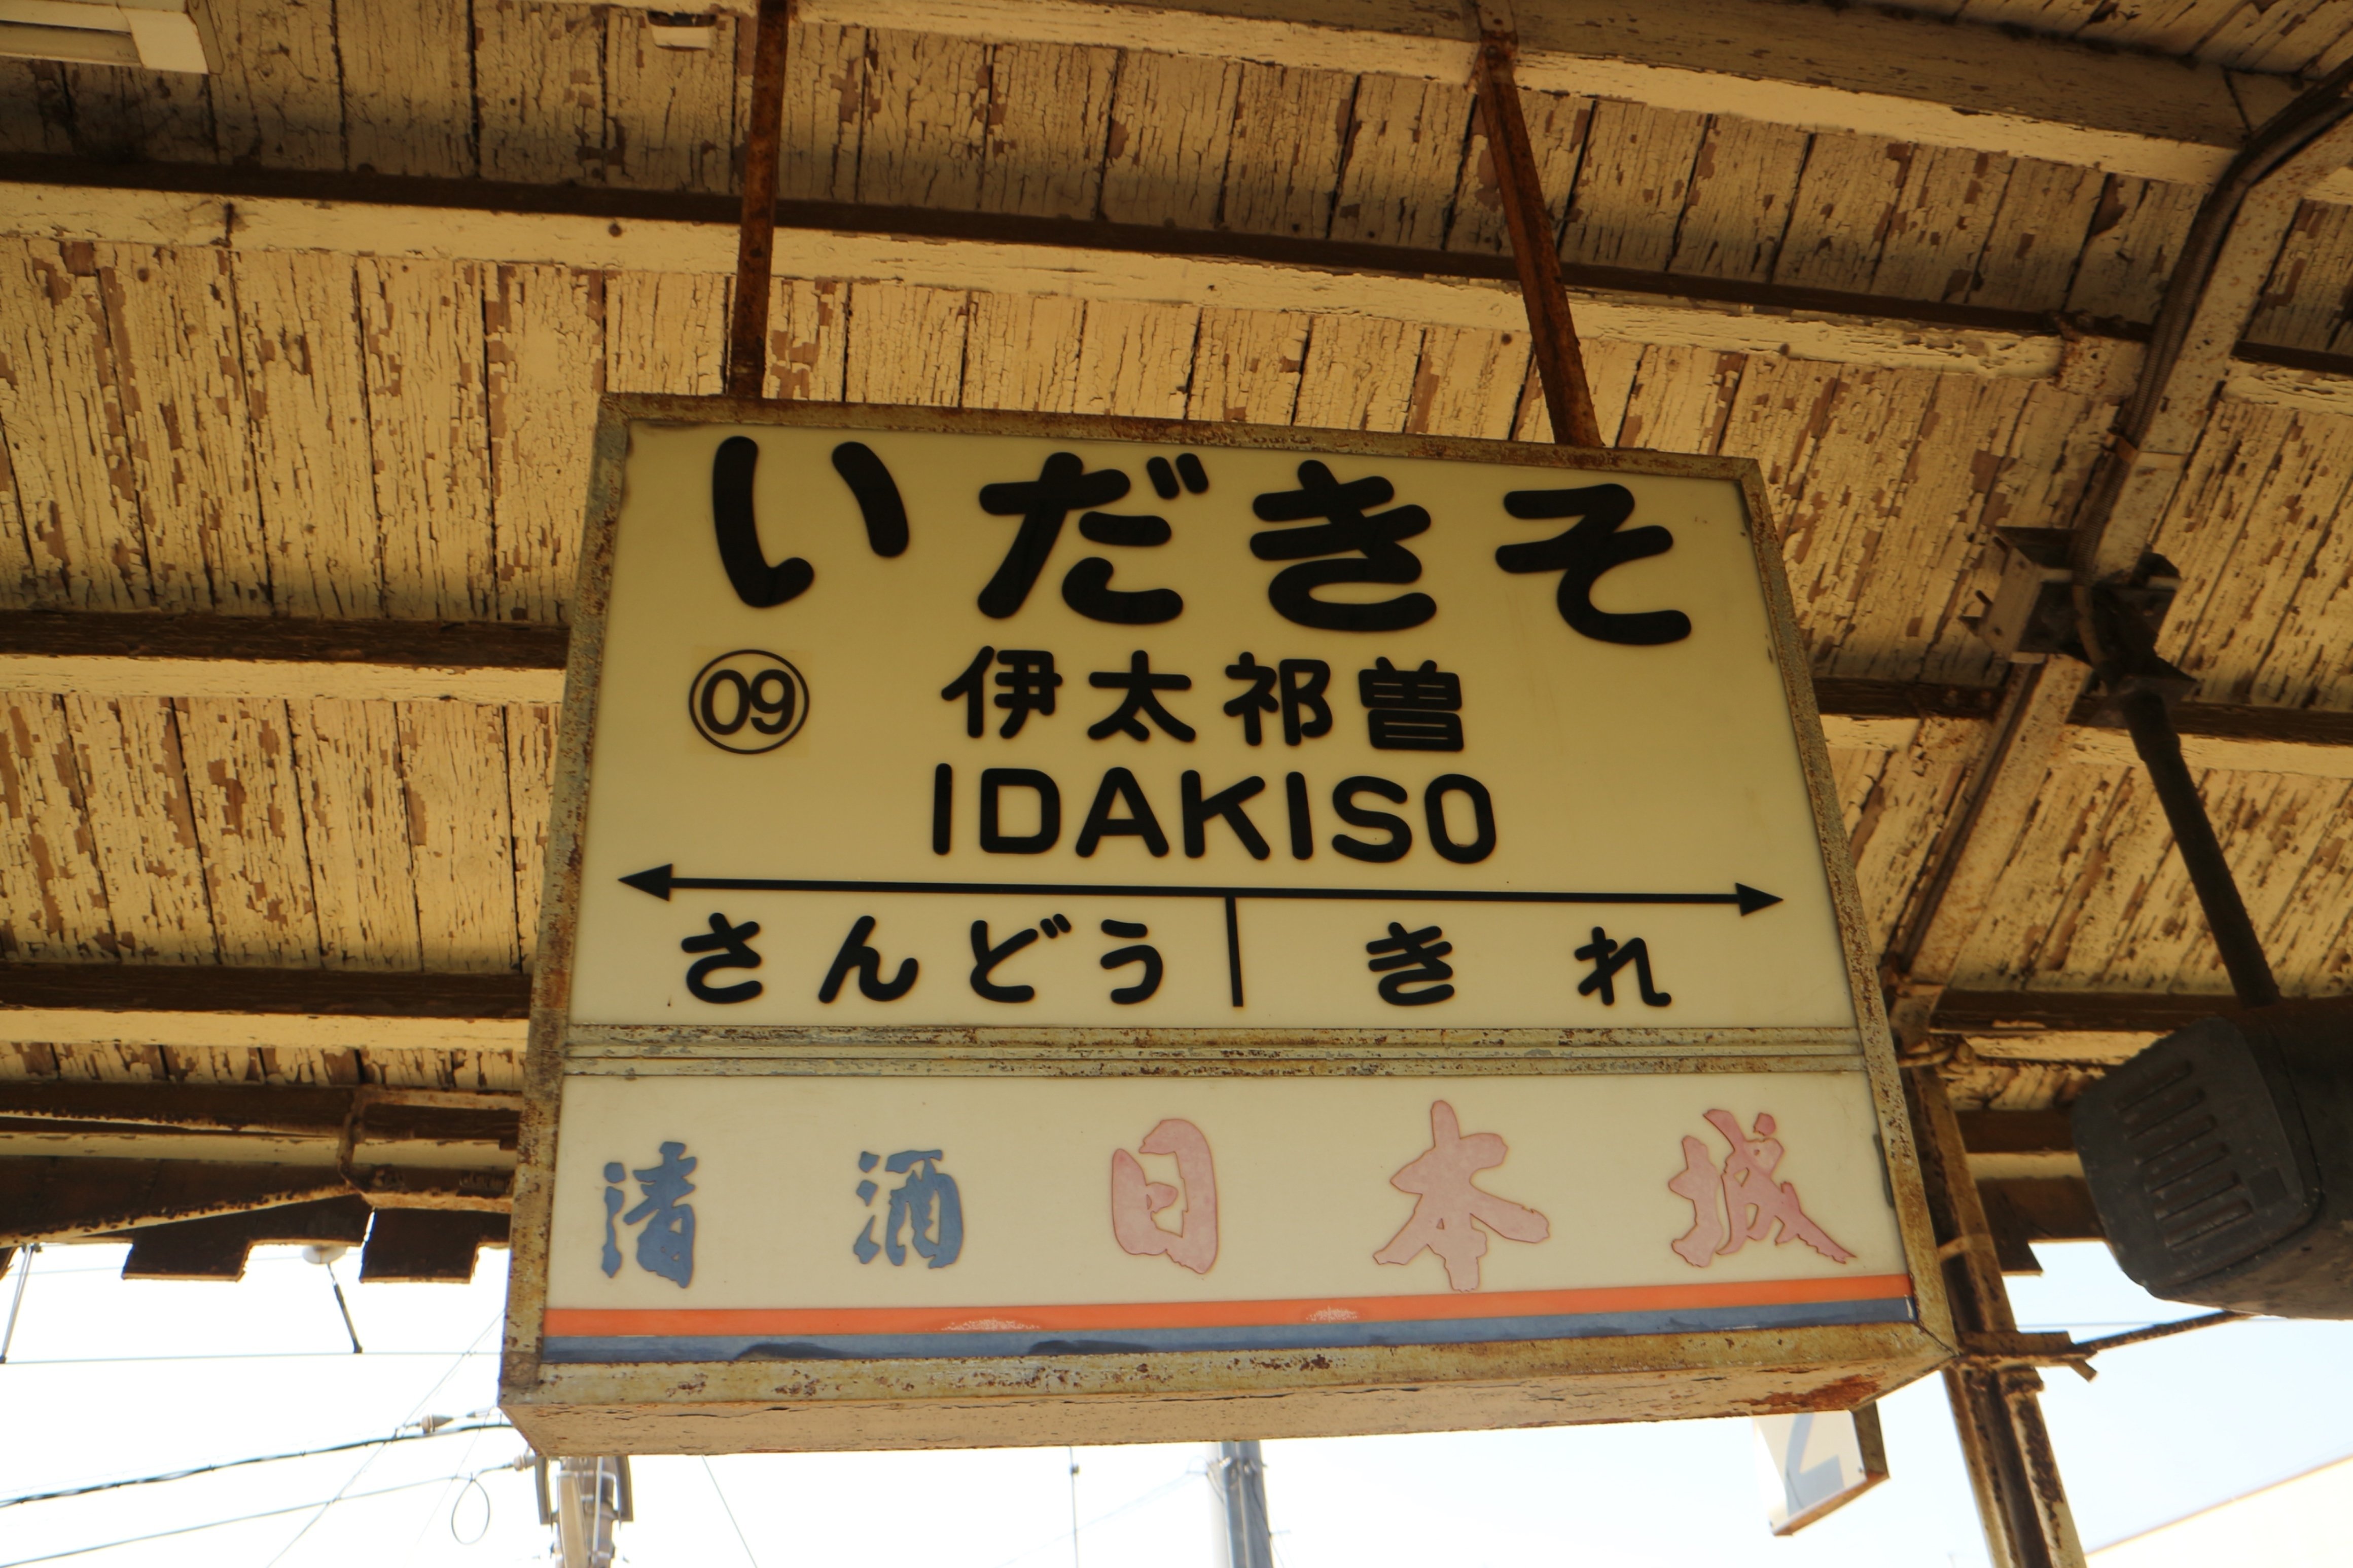 いだきそ
09 伊太祁曽
IDAKISO
さんどう きれ
清酒日本城
2